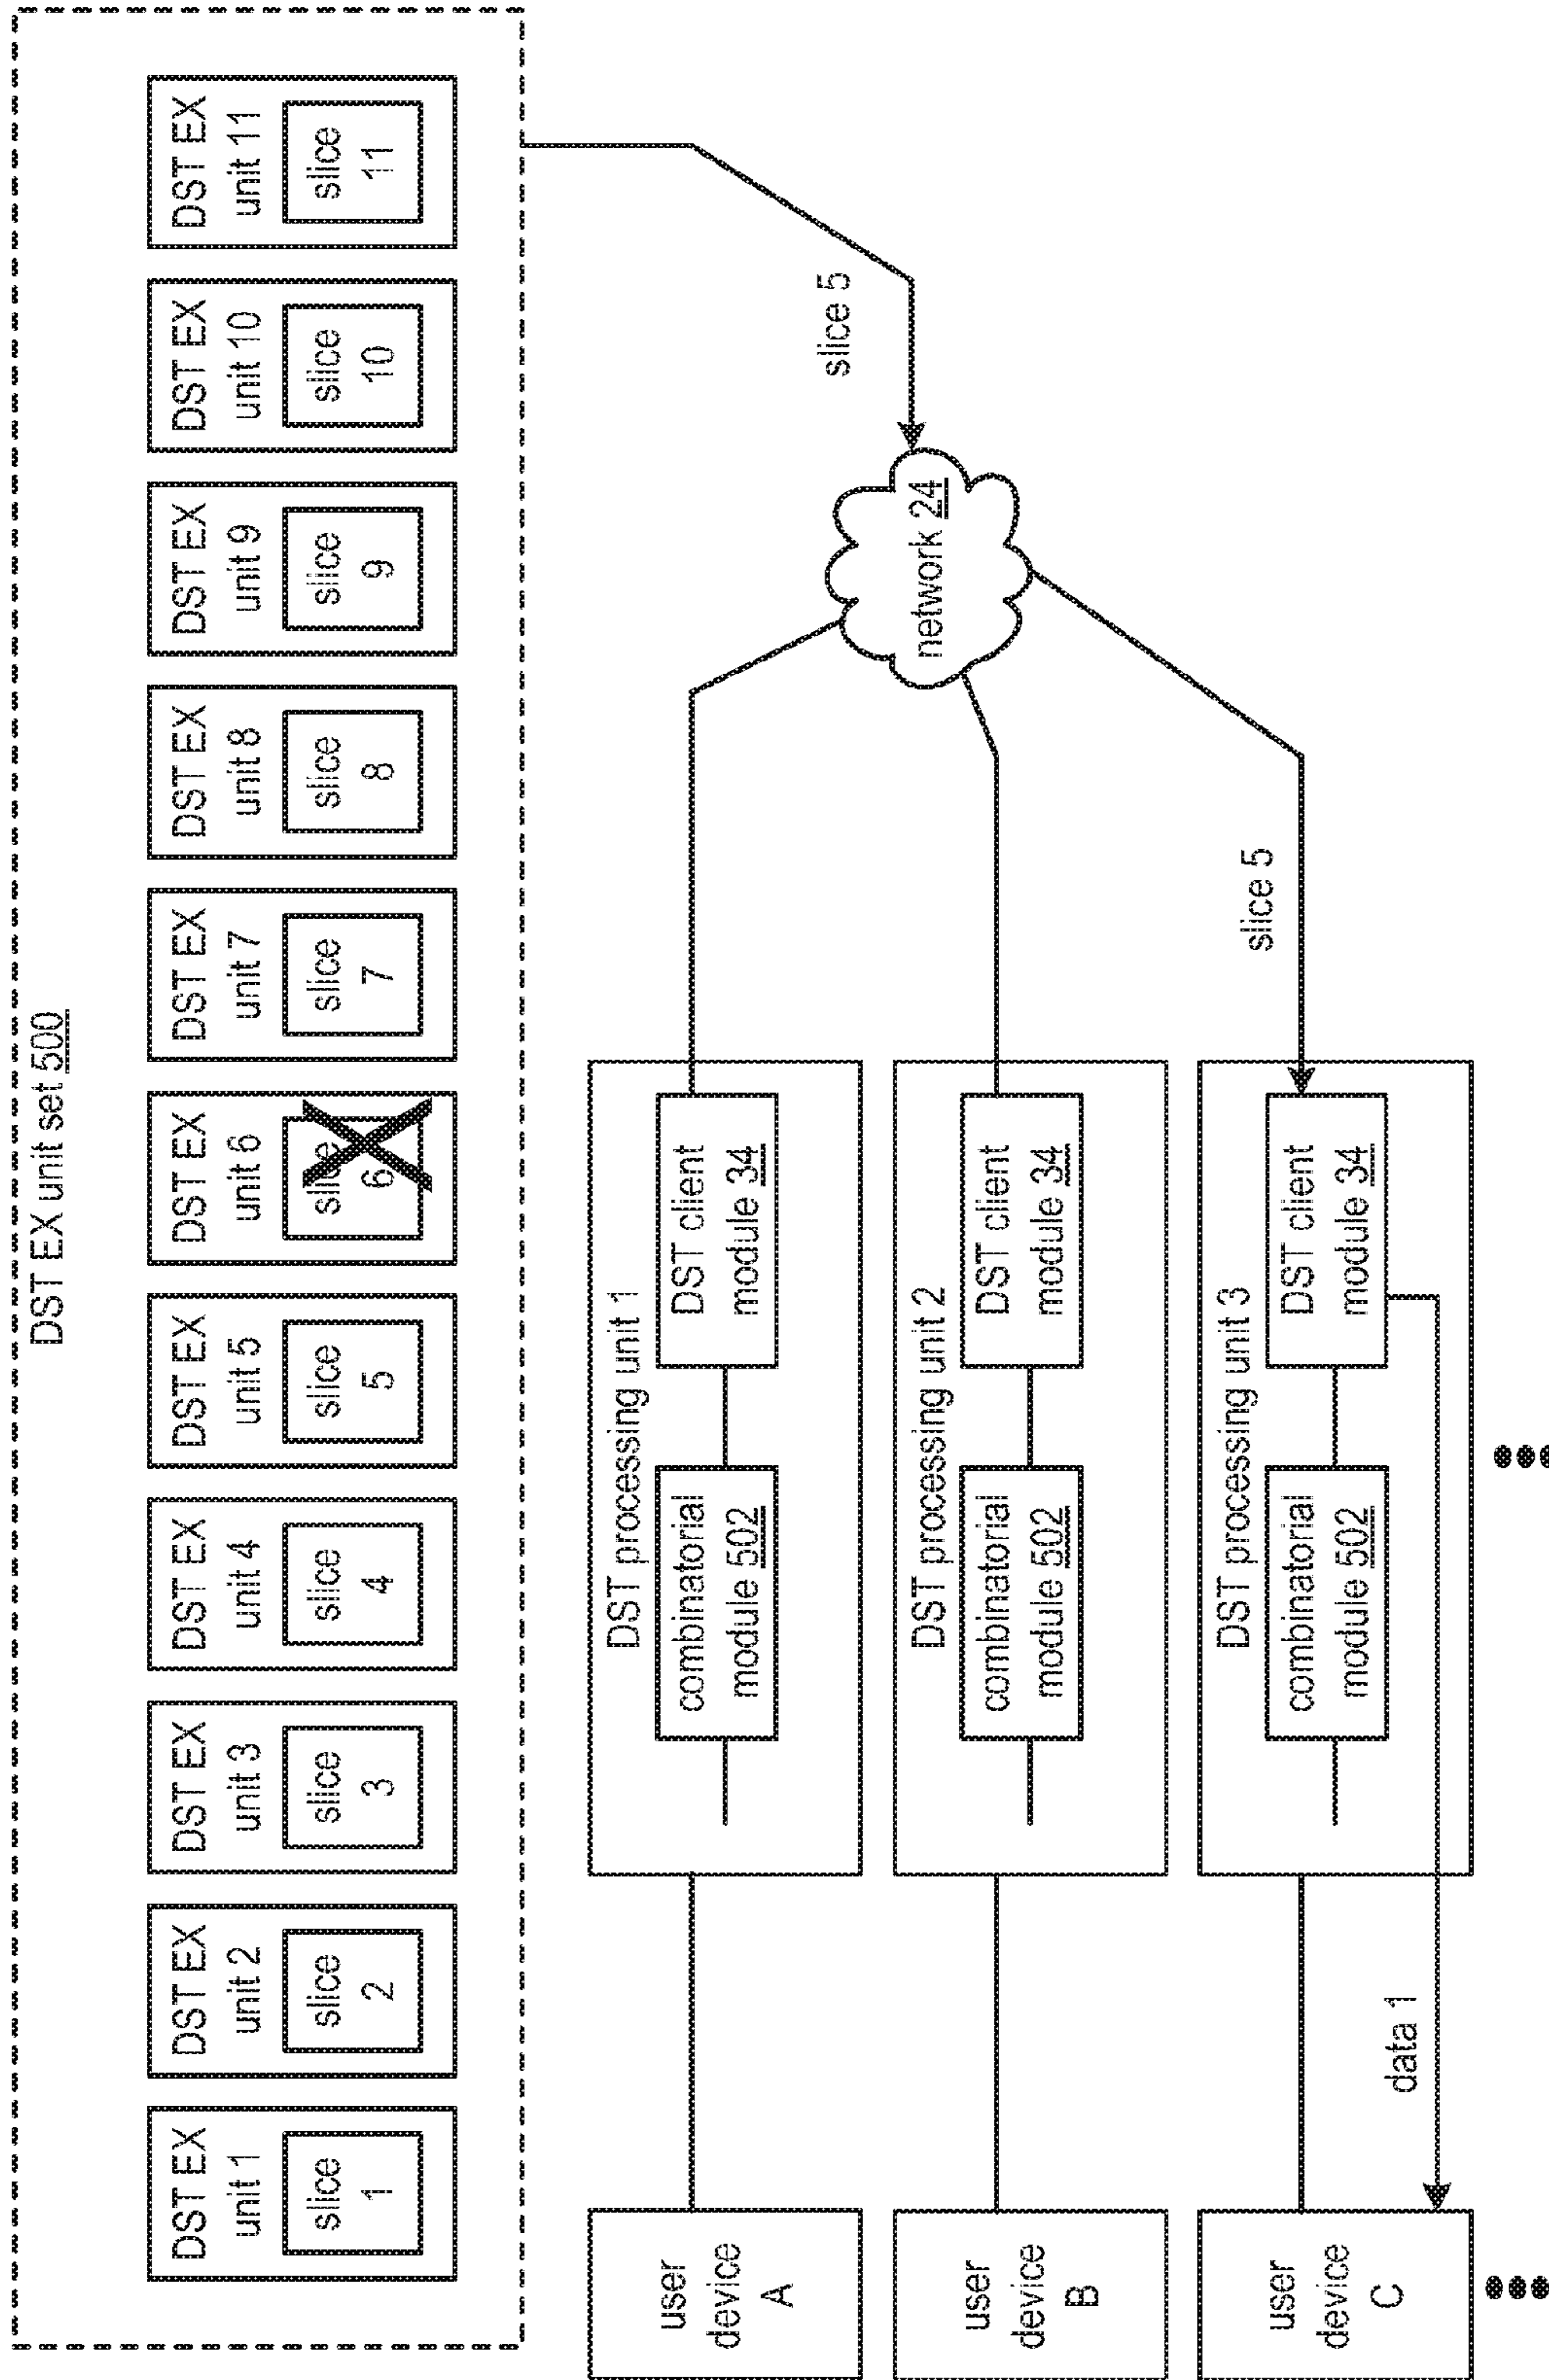 DST EX unit set 500
DST EX
unit 1
slice
1
DST EX
unit 2
slice
2
DST EX
unit 3
slice
3
DST EX
unit 4
slice
4
DST EX
unit 5
slice
5
DST EX
unit 6
slice
6
DST EX
unit 7
slice
7
DST EX
unit 8
slice
8
DST EX
unit 9
slice
9
DST EX
unit 10
slice
10
DST EX
unit 11
slice
11
user
device
A
DST processing unit 1
combinatorial
module 502
DST client
module 34
slice 5
network 24
user
device
B
DST processing unit 2
combinatorial
module 502
DST client
module 34
user
device
C
data 1
DST processing unit 3
combinatorial
module 502
DST client
module 34
slice 5